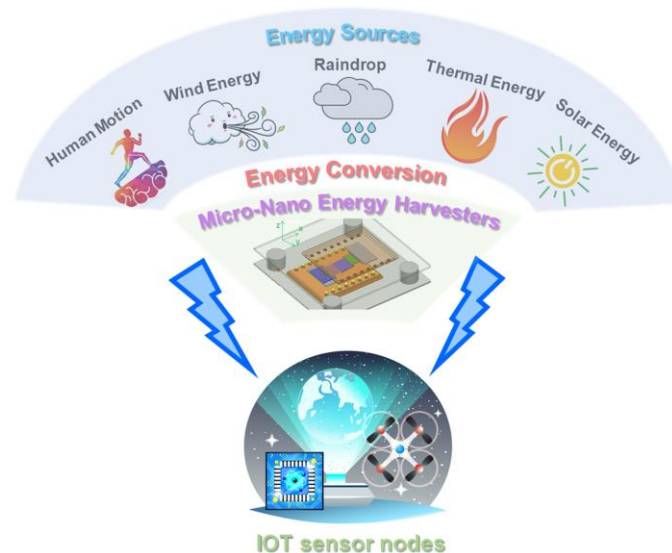 Energy Sources
Human Motion
Wind Energy
Raindrop
Thermal Energy
Solar Energy
Energy Conversion
Micro-Nano Energy Harvesters
z
x
y
IOT sensor nodes